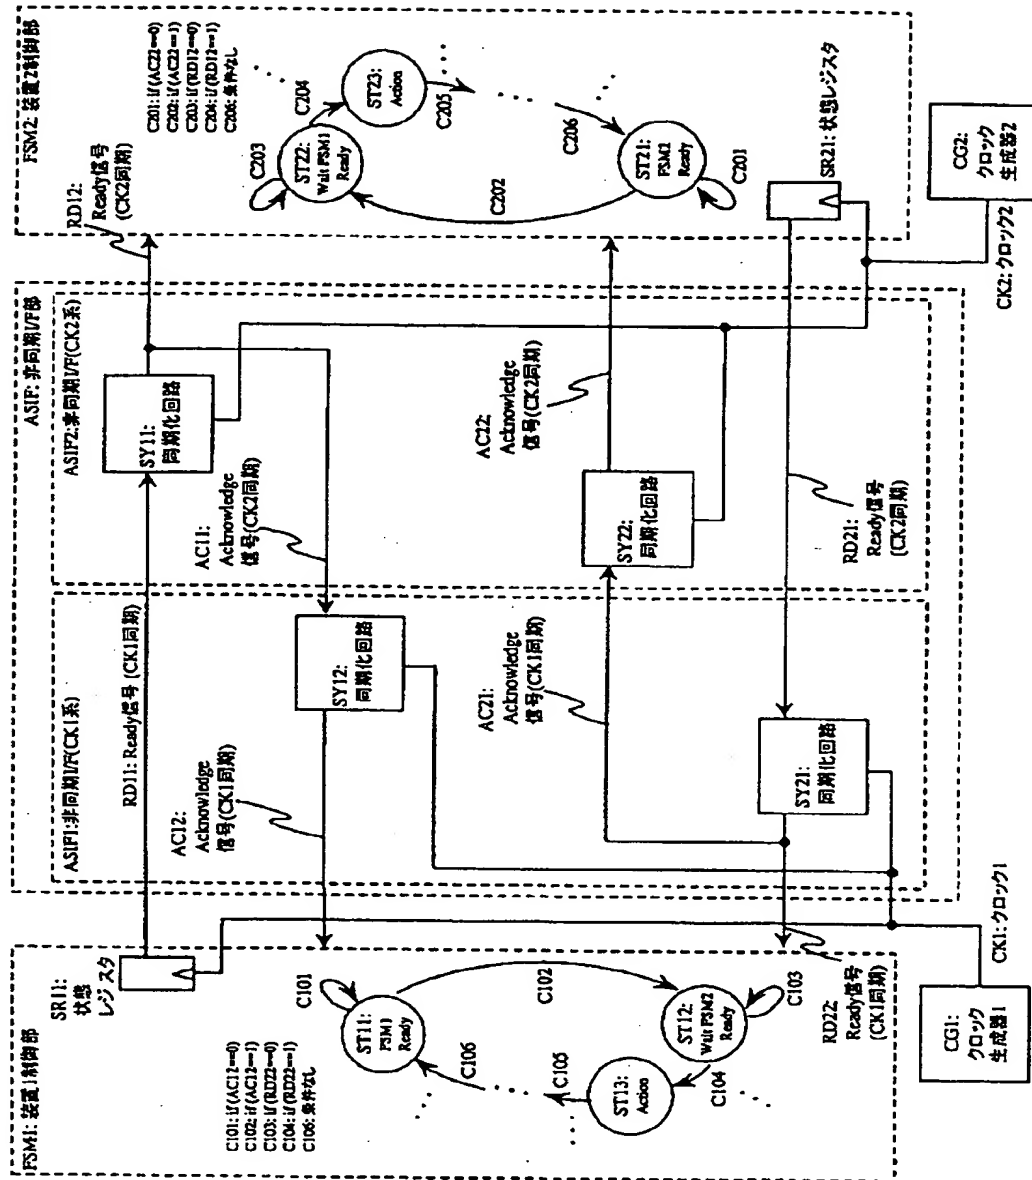 FSM1: 装置1制御部
SR11: 状態
レジスタ
C101: if(AC12==0)
C102: if(AC12==1)
C103: if(RD22==0)
C104: if(RD22==1)
C106: 条件なし
C101
ST11:
FSM1
Ready
C102
C106
C105
ST12:
Wait FSM2
Ready
C103
ST13:
Action
C104
CG1:
クロック
生成器1
CK1: クロック1
RD22:
Ready信号
(CK1同期)
ASIF: 非同期I/F部
ASIF1:非同期I/F(CK1系)
RD11: Ready信号 (CK1同期)
AC12:
Acknowledge
信号(CK1同期)
SY12:
同期化回路
AC21:
Acknowledge
信号(CK1同期)
SY21:
同期化回路
ASIF2:非同期I/F(CK2系)
SY11:
同期化回路
AC11:
Acknowledge
信号(CK2同期)
AC22:
Acknowledge
信号(CK2同期)
SY22:
同期化回路
RD21:
Ready信号
(CK2同期)
RD12:
Ready信号
(CK2同期)
FSM2: 装置2制御部
C201: if(AC22==0)
C202: if(AC22==1)
C203: if(RD12==0)
C204: if(RD12==1)
C206: 条件なし
C203
ST22:
Wait FSM1
Ready
C204
ST23:
Action
C205
C206
C202
ST21:
FSM2
Ready
C201
SR21: 状態レジスタ
CK2: クロック2
CG2:
クロック
生成器2